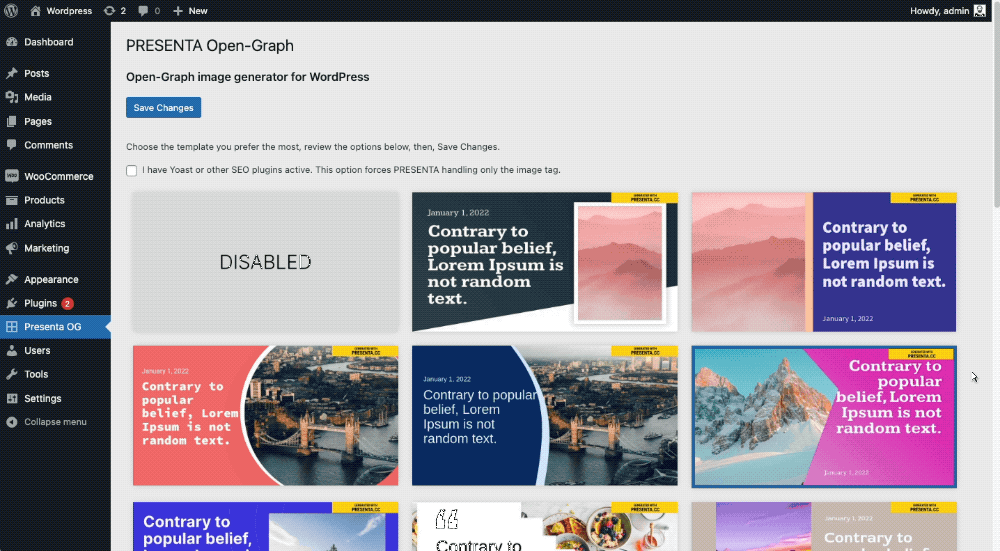 Wordpress 2 0 New Howdy, admin
Dashboard
Posts
Media
Pages
Comments
WooCommerce
Products
Analytics
Marketing
Appearance
Plugins 2
Presenta OG
Users
Tools
Settings
Collapse menu
PRESENTA Open-Graph
Open-Graph image generator for WordPress
Save Changes
Choose the template you prefer the most, review the options below, then, Save Changes.
I have Yoast or other SEO plugins active. This option forces PRESENTA handling only the image tag.
DISABLED
GENERATED WITH
PRESENTA.CC
January 1, 2022
Contrary to
popular belief,
Lorem Ipsum is
not random
text.
GENERATED WITH
PRESENTA.CC
Contrary to
popular belief,
Lorem Ipsum is
not random text.
January 1, 2022
GENERATED WITH
PRESENTA.CC
January 1, 2022
Contrary to
popular
belief, Lorem
Ipsum is not
random text.
GENERATED WITH
PRESENTA.CC
January 1, 2022
Contrary to popular
belief, Lorem
Ipsum is not
random text.
GENERATED WITH
PRESENTA.CC
Contrary to
popular
belief, Lorem
Ipsum is not
random text.
January 1, 2022
GENERATED WITH
PRESENTA.CC
Contrary to
popular belief,
GENERATED WITH
PRESENTA.CC
Contrary to
GENERATED WITH
PRESENTA.CC
January 1, 2022
Contrary to